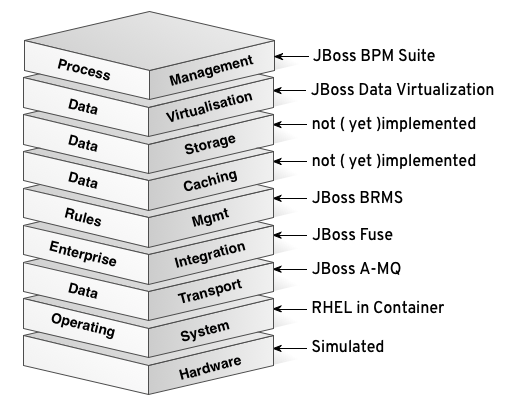 Process Management JBoss BPM Suite
Data Virtualisation JBoss Data Virtualization
Data Storage not ( yet )implemented
Data Caching not ( yet )implemented
Rules Mgmt JBoss BRMS
Enterprise Integration JBoss Fuse
Data Transport JBoss A-MQ
Operating System RHEL in Container
Hardware Simulated